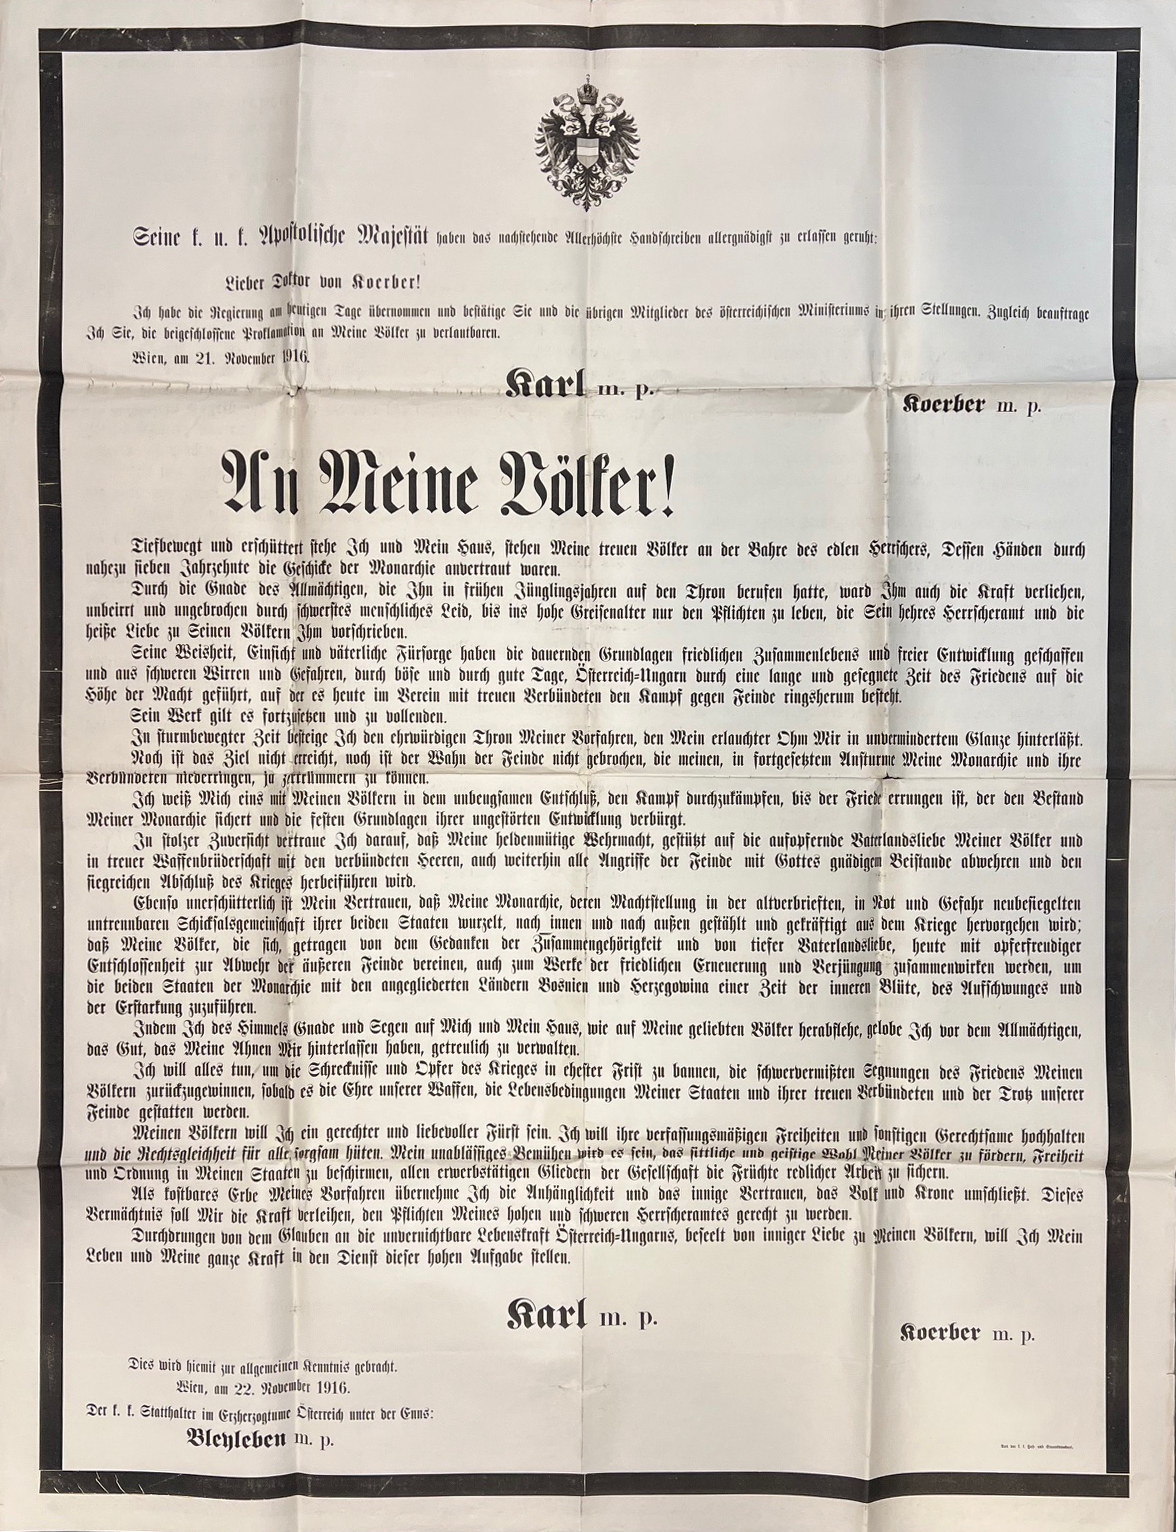 Seine k. u. k. Apostolische Majestät haben das nachstehende Allerhöchste Handschreiben allergnädigst zu erlassen geruht:
Lieber Doktor von Koerber!
Ich habe die Regierung am heutigen Tage übernommen und bestätige Sie und die übrigen Mitglieder des österreichischen Ministeriums in ihren Stellungen. Zugleich beauftrage
Ich Sie, die beigeschlossene Proklamation an Meine Völker zu verlautbaren.
Wien, am 21. November 1916.
Karl m. p.
Koerber m. p.
An Meine Völker!
Tiefbewegt und erschüttert stehe Ich und Mein Haus, stehen Meine treuen Völker an der Bahre des edlen Herrschers, Dessen Händen durch
nahezu sieben Jahrzehnte die Geschicke der Monarchie anvertraut waren.
Durch die Gnade des Allmächtigen, die Ihn in frühen Jünglingsjahren auf den Thron berufen hatte, ward Ihm auch die Kraft verliehen,
unbeirrt und ungebrochen durch schwerstes menschliches Leid, bis ins hohe Greisenalter nur den Pflichten zu leben, die Sein hehres Herrscheramt und die
heiße Liebe zu Seinen Völkern Ihm vorschrieben.
Seine Weisheit, Einsicht und väterliche Fürsorge haben die dauernden Grundlagen friedlichen Zusammenlebens und freier Entwicklung geschaffen
und aus schweren Wirren und Gefahren, durch böse und durch gute Tage, Österreich-Ungarn durch eine lange und gesegnete Zeit des Friedens auf die
Höhe der Macht geführt, auf der es heute im Verein mit treuen Verbündeten den Kampf gegen Feinde ringsherum besteht.
Sein Werk gilt es fortzusetzen und zu vollenden.
In sturmbewegter Zeit besteige Ich den ehrwürdigen Thron Meiner Vorfahren, den Mein erlauchter Ohm Mir in unvermindertem Glanze hinterläßt.
Noch ist das Ziel nicht erreicht, noch ist der Wahn der Feinde nicht gebrochen, die meinen, in fortgesetztem Ansturme Meine Monarchie und ihre
Verbündeten niederringen, ja zertrümmern zu können.
Ich weiß Mich eins mit Meinen Völkern in dem unbeugsamen Entschluß, den Kampf durchzukämpfen, bis der Friede errungen ist, der den Bestand
Meiner Monarchie sichert und die festen Grundlagen ihrer ungestörten Entwicklung verbürgt.
In stolzer Zuversicht vertraue Ich darauf, daß Meine heldenmütige Wehrmacht, gestützt auf die aufopfernde Vaterlandsliebe Meiner Völker und
in treuer Waffenbrüderschaft mit den verbündeten Heeren, auch weiterhin alle Angriffe der Feinde mit Gottes gnädigem Beistande abwehren und den
siegreichen Abschluß des Krieges herbeiführen wird.
Ebenso unerschütterlich ist Mein Vertrauen, daß Meine Monarchie, deren Machtstellung in der altverbrieften, in Not und Gefahr neubesiegelten
untrennbaren Schicksalsgemeinschaft ihrer beiden Staaten wurzelt, nach innen und nach außen gestählt und gekräftigt aus dem Kriege hervorgehen wird;
daß Meine Völker, die sich, getragen von dem Gedanken der Zusammengehörigkeit und von tiefer Vaterlandsliebe, heute mit opferfreudiger
Entschlossenheit zur Abwehr der äußeren Feinde vereinen, auch zum Werke der friedlichen Erneuerung und Verjüngung zusammenwirken werden, um
die beiden Staaten der Monarchie mit den angegliederten Ländern Bosnien und Herzegowina einer Zeit der inneren Blüte, des Aufschwunges und
der Erstarkung zuzuführen.
Indem Ich des Himmels Gnade und Segen auf Mich und Mein Haus, wie auf Meine geliebten Völker herabflehe, gelobe Ich vor dem Allmächtigen,
das Gut, das Meine Ahnen Mir hinterlassen haben, getreulich zu verwalten.
Ich will alles tun, um die Schrecknisse und Opfer des Krieges in ehester Frist zu bannen, die schwervermißten Segnungen des Friedens Meinen
Völkern zurückzugewinnen, sobald es die Ehre unserer Waffen, die Lebensbedingungen Meiner Staaten und ihrer treuen Verbündeten und der Trotz unserer
Feinde gestatten werden.
Meinen Völkern will Ich ein gerechter und liebevoller Fürst sein. Ich will ihre verfassungsmäßigen Freiheiten und sonstigen Gerechtsame hochhalten
und die Rechtsgleichheit für alle sorgsam hüten. Mein unablässiges Bemühen wird es sein, das sittliche und geistige Wohl Meiner Völker zu fördern, Freiheit
und Ordnung in Meinen Staaten zu beschirmen, allen erwerbstätigen Gliedern der Gesellschaft die Früchte redlicher Arbeit zu sichern.
Als kostbares Erbe Meines Vorfahren übernehme Ich die Anhänglichkeit und das innige Vertrauen, das Volk und Krone umschließt. Dieses
Vermächtnis soll Mir die Kraft verleihen, den Pflichten Meines hohen und schweren Herrscheramtes gerecht zu werden.
Durchdrungen von dem Glauben an die unvernichtbare Lebenskraft Österreich-Ungarns, beseelt von inniger Liebe zu Meinen Völkern, will Ich Mein
Leben und Meine ganze Kraft in den Dienst dieser hohen Aufgabe stellen.
Karl m. p.
Koerber m. p.
Dies wird hiemit zur allgemeinen Kenntnis gebracht.
Wien, am 22. November 1916.
Der k. k. Statthalter im Erzherzogtume Österreich unter der Enns:
Bleyleben m. p.
Aus der k. k. Hof- und Staatsdruckerei.